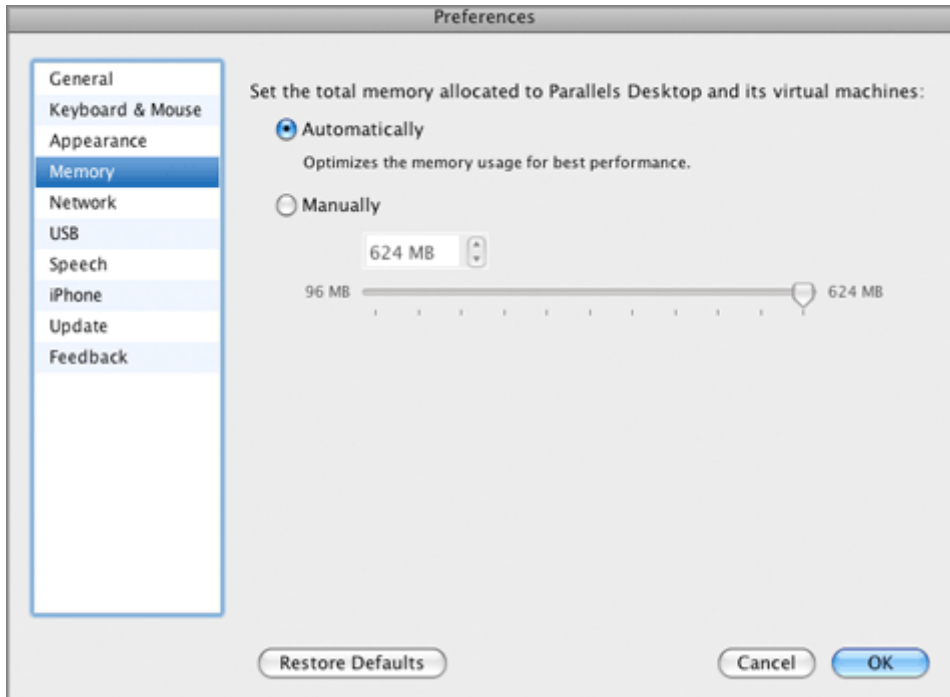 Preferences
General
Keyboard & Mouse
Appearance
Memory
Network
USB
Speech
iPhone
Update
Feedback
Set the total memory allocated to Parallels Desktop and its virtual machines:
Automatically
Optimizes the memory usage for best performance.
Manually
624 MB
96 MB 624 MB
Restore Defaults Cancel OK